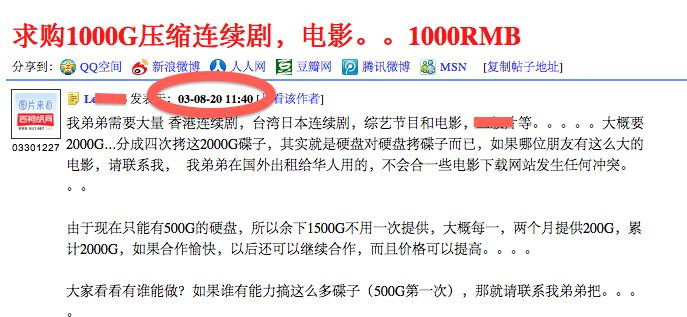 求购1000G压缩连续剧，电影。。1000RMB
分享到： QQ空间 新浪微博 人人网 豆瓣网 腾讯微博 MSN [复制帖子地址]
图片来自
西祠胡同
03301227
Le 发表于：03-08-20 11:40 [只看该作者]
我弟弟需要大量 香港连续剧，台湾日本连续剧，综艺节目和电影，等。。。。。大概要
2000G...分成四次拷这2000G碟子，其实就是硬盘对硬盘拷碟子而已，如果哪位朋友有这么大的
电影，请联系我， 我弟弟在国外出租给华人用的，不会合一些电影下载网站发生任何冲突。
。。
由于现在只能有500G的硬盘，所以余下1500G不用一次提供，大概每一，两个月提供200G，累
计2000G，如果合作愉快，以后还可以继续合作，而且价格可以提高。。。。
大家看看有谁能做？如果谁有能力搞这么多碟子（500G第一次），那就请联系我弟弟把。。。
。